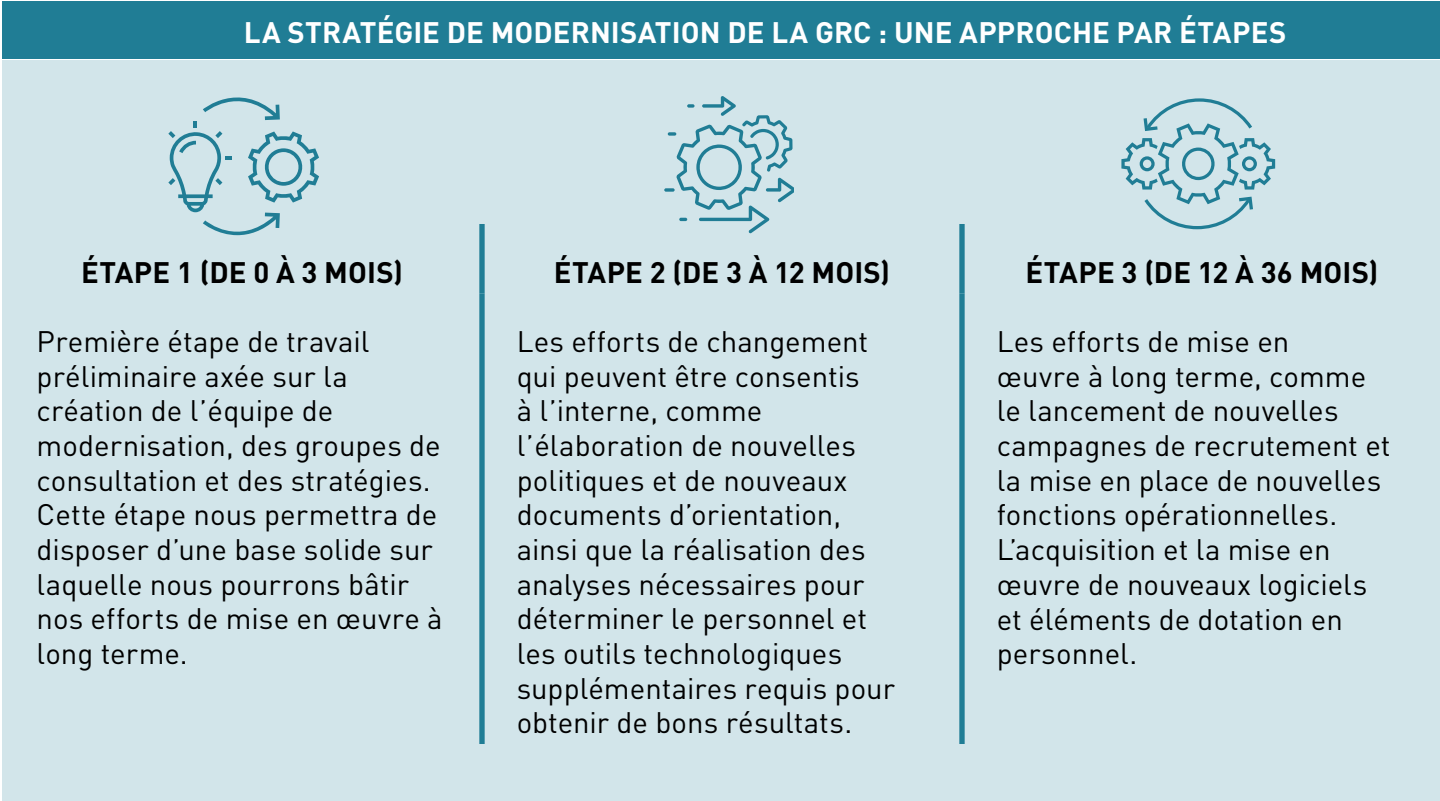 LA STRATÉGIE DE MODERNISATION DE LA GRC : UNE APPROCHE PAR ÉTAPES
ÉTAPE 1 (DE 0 À 3 MOIS)
Première étape de travail
préliminaire axée sur la
création de l’équipe de
modernisation, des groupes de
consultation et des stratégies.
Cette étape nous permettra de
disposer d’une base solide sur
laquelle nous pourrons bâtir
nos efforts de mise en œuvre à
long terme.
ÉTAPE 2 (DE 3 À 12 MOIS)
Les efforts de changement
qui peuvent être consentis
à l’interne, comme
l’élaboration de nouvelles
politiques et de nouveaux
documents d’orientation,
ainsi que la réalisation des
analyses nécessaires pour
déterminer le personnel et
les outils technologiques
supplémentaires requis pour
obtenir de bons résultats.
ÉTAPE 3 (DE 12 À 36 MOIS)
Les efforts de mise en
œuvre à long terme, comme
le lancement de nouvelles
campagnes de recrutement et
la mise en place de nouvelles
fonctions opérationnelles.
L’acquisition et la mise en
œuvre de nouveaux logiciels
et éléments de dotation en
personnel.